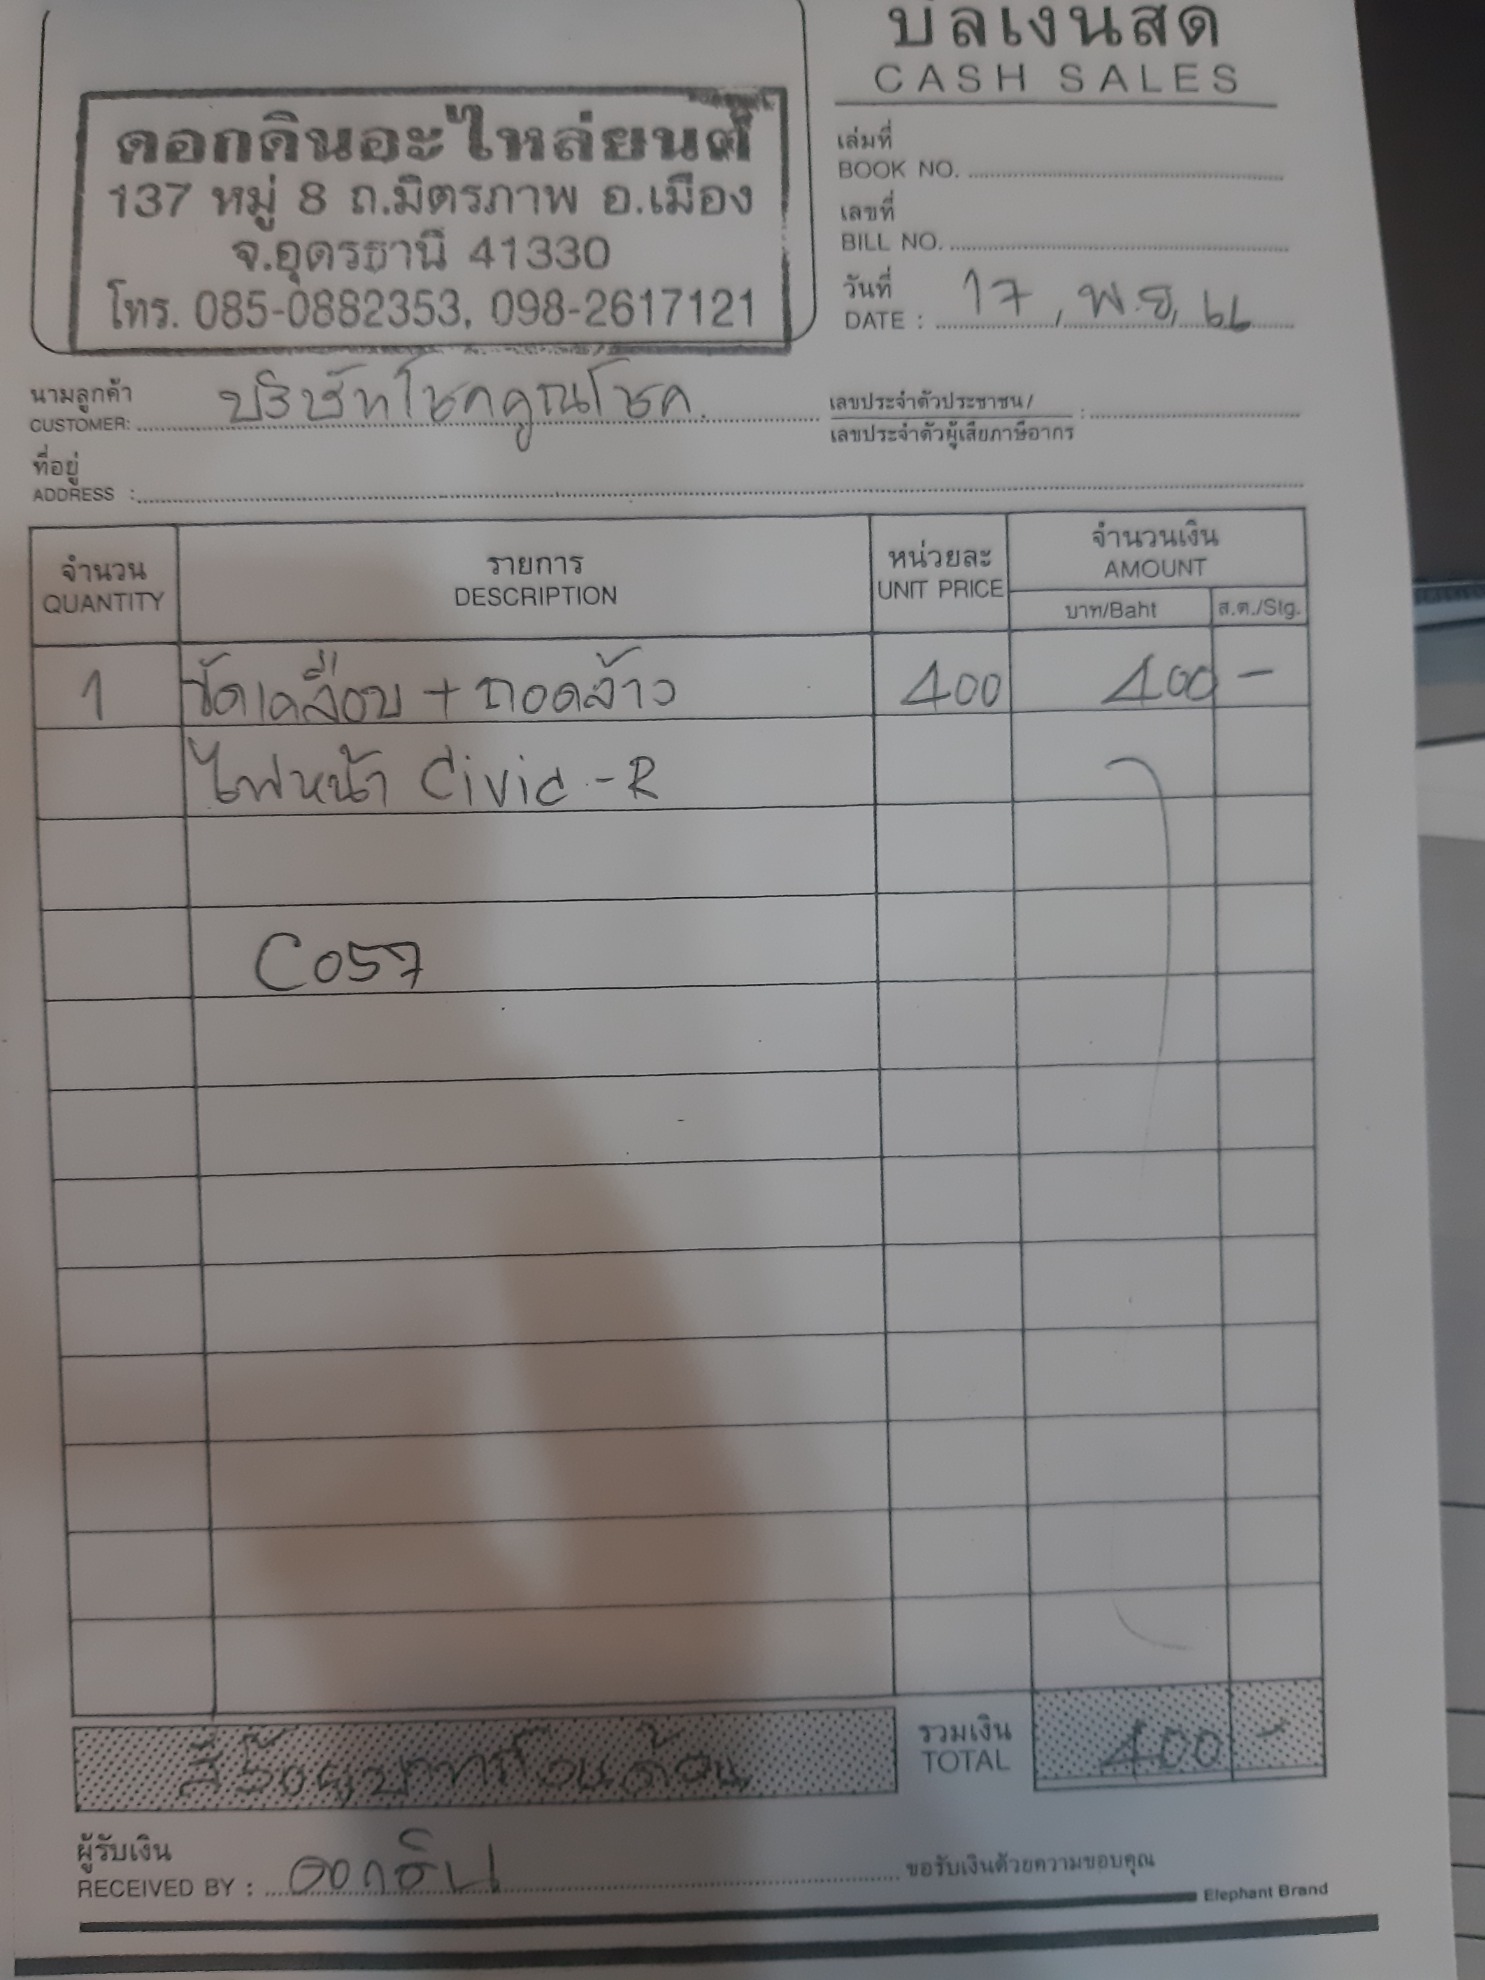 บิลเงินสด
CASH SALES
ดอกดินอะไหล่ยนต์
137 หมู่ 8 ถ.มิตรภาพ อ.เมือง
จ.อุดรธานี 41330
โทร. 085-0882353, 098-2617121
เล่มที่
BOOK NO.
เลขที่
BILL NO.
วันที่
DATE : 17 / พ.ย / 66
นามลูกค้า
CUSTOMER: บริษัทโชคคูณโชค
เลขประจำตัวประชาชน /
เลขประจำตัวผู้เสียภาษีอากร :
ที่อยู่
ADDRESS :
จำนวน รายการ หน่วยละ จำนวนเงิน
QUANTITY DESCRIPTION UNIT PRICE AMOUNT
บาท/Baht ส.ต./Stg.
1 ขัดเคลือบ + ถอดล้าง 400 400 -
ไฟหน้า Civic - R
C057
สี่ร้อยบาทถ้วน รวมเงิน 400 -
TOTAL
ผู้รับเงิน
RECEIVED BY : ดอกดิน ขอรับเงินด้วยความขอบคุณ
Elephant Brand